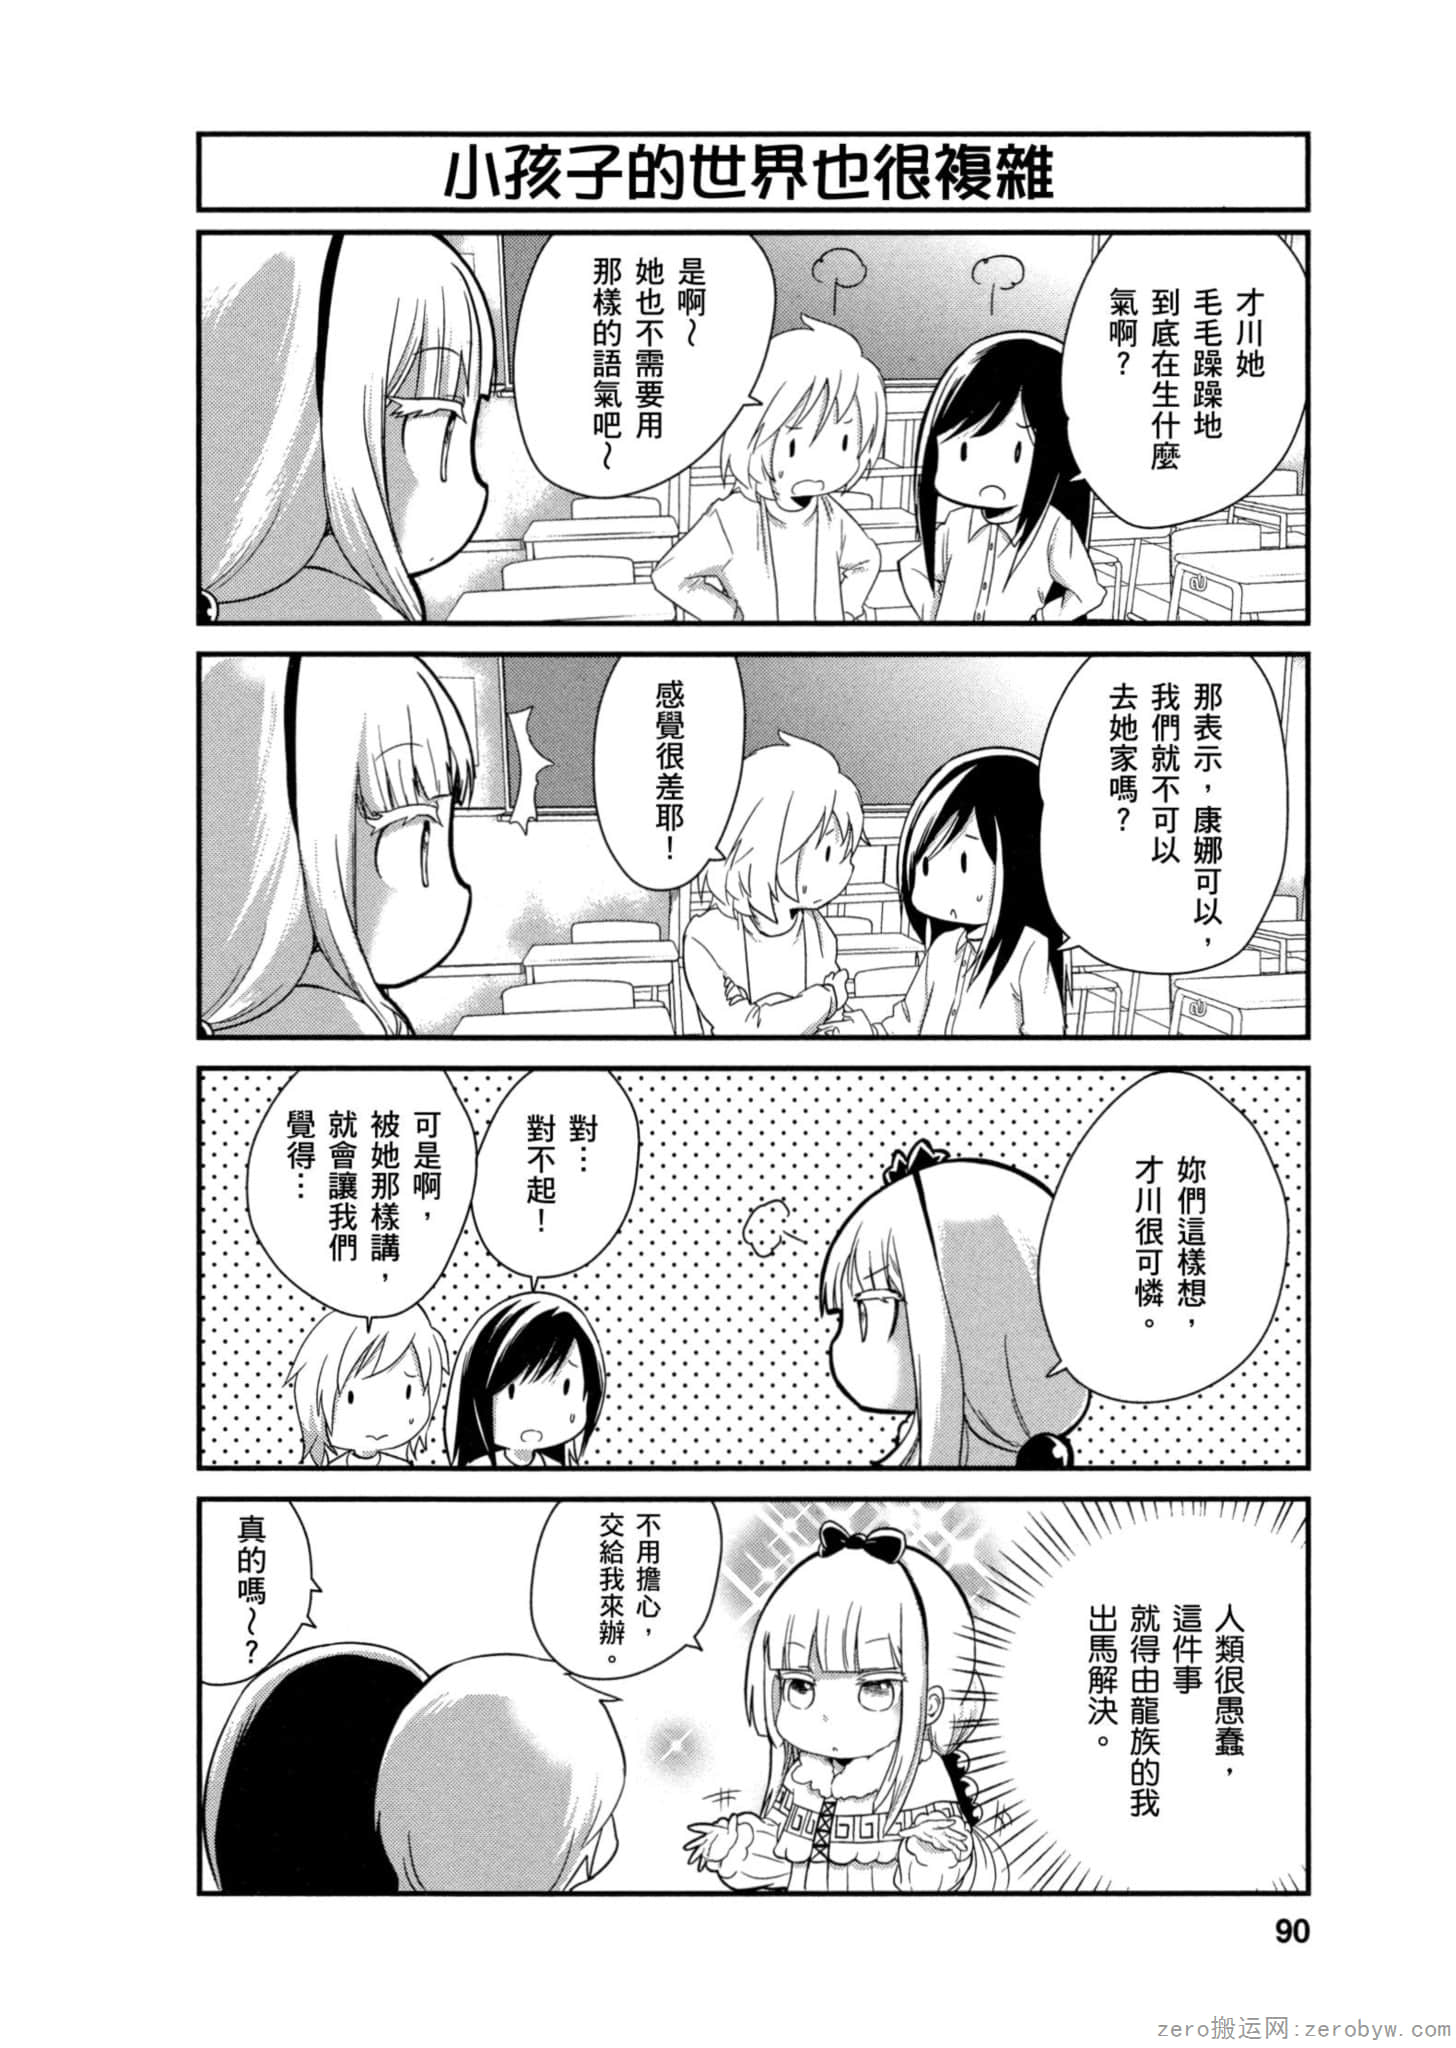 小孩子的世界也很複雜
才川她
毛毛躁躁地
到底在生什麼
氣啊？
是啊～
她也不需要用
那樣的語氣吧～
那表示，康娜可以，
我們就不可以
去她家嗎？
感覺很差耶！
妳們這樣想，
才川很可憐。
對…
對不起！
可是啊，
被她那樣講，
就會讓我們
覺得…
人類很愚蠢，
這件事
就得由龍族的我
出馬解決。
不用擔心，
交給我來辦。
真的嗎～？
90
zero搬运网:zerobyw.com